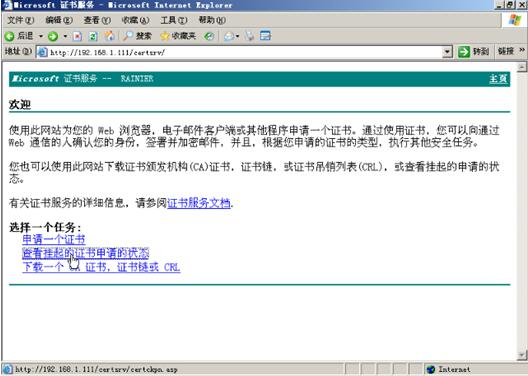 Microsoft 证书服务 - Microsoft Internet Explorer
文件(F) 编辑(E) 查看(V) 收藏(A) 工具(T) 帮助(H)
后退 搜索 收藏夹
地址(D) http://192.168.1.111/certsrv/ 转到 链接 »
Microsoft 证书服务 -- RAINIER 主页
欢迎
使用此网站为您的 Web 浏览器，电子邮件客户端或其他程序申请一个证书。通过使用证书，您可以向通过
Web 通信的人确认您的身份，签署并加密邮件，并且，根据您申请的证书的类型，执行其他安全任务。
您也可以使用此网站下载证书颁发机构(CA)证书，证书链，或证书吊销列表(CRL)，或查看挂起的申请的状
态。
有关证书服务的详细信息，请参阅证书服务文档.
选择一个任务:
申请一个证书
查看挂起的证书申请的状态
下载一个 CA 证书，证书链或 CRL
http://192.168.1.111/certsrv/certckpn.asp Internet